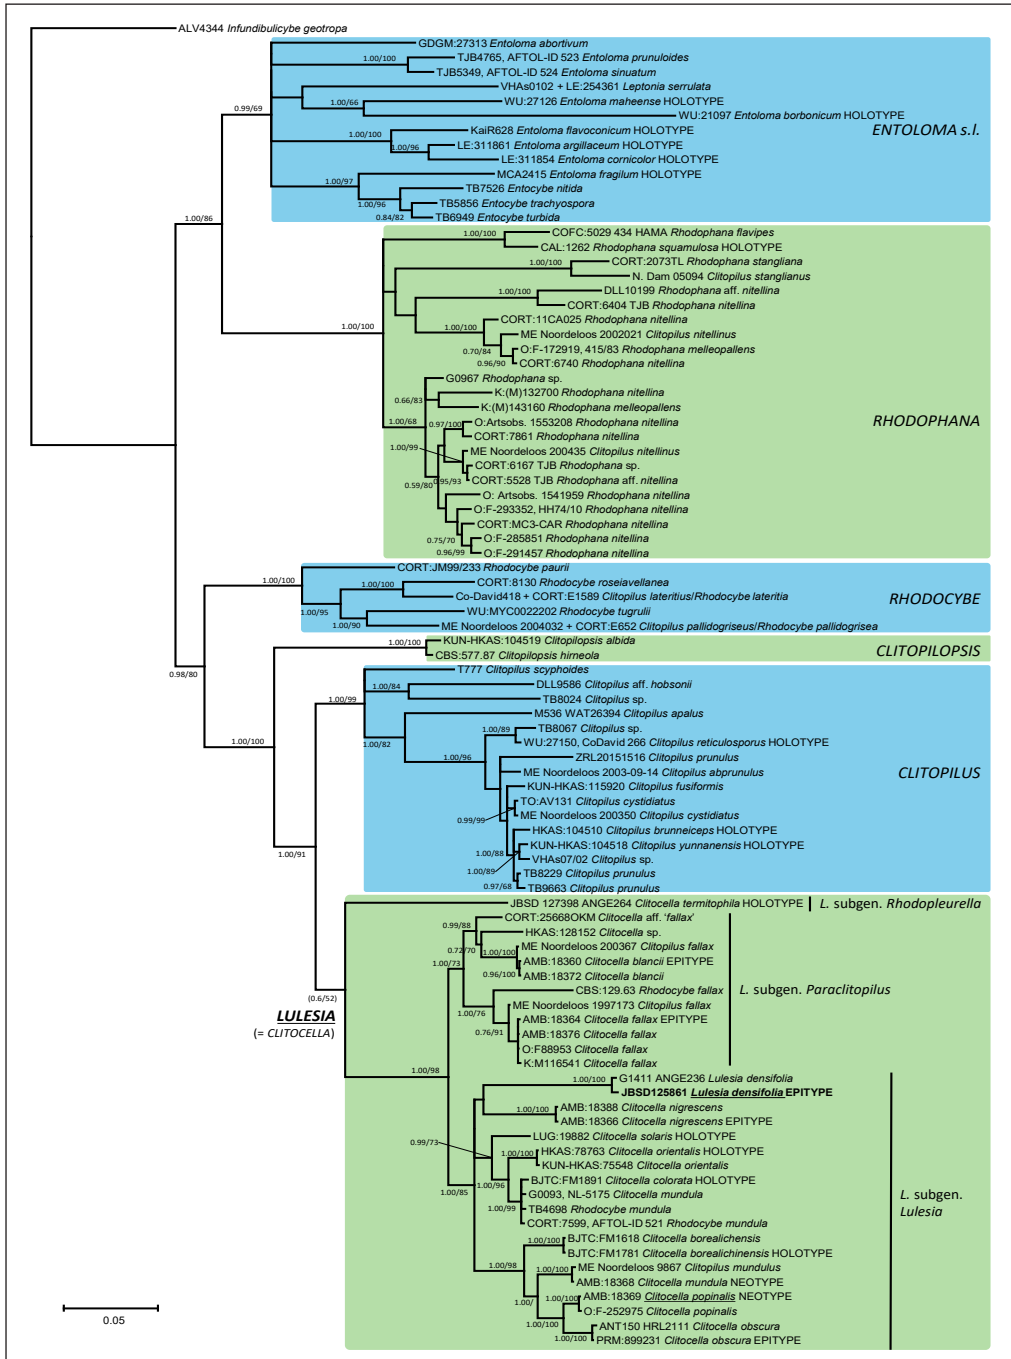 ALV4344 Infundibulicybe geotropa
GDGM:27313 Entoloma abortivum
1.00/100
TJB4765, AFTOL-ID 523 Entoloma prunuloides
TJB5349, AFTOL-ID 524 Entoloma sinuatum
VHAs0102 + LE:254361 Leptonia serrulata
0.99/69
1.00/66
WU:27126 Entoloma maheense HOLOTYPE
WU:21097 Entoloma borbonicum HOLOTYPE
ENTOLOMA s.l.
KaiR628 Entoloma flavoconicum HOLOTYPE
1.00/100
LE:311861 Entoloma argillaceum HOLOTYPE
1.00/96
LE:311854 Entoloma cornicolor HOLOTYPE
MCA2415 Entoloma fragilum HOLOTYPE
1.00/97
TB7526 Entocybe nitida
1.00/96
TB5856 Entocybe trachyospora
0.84/82
TB6949 Entocybe turbida
1.00/86
COFC:5029 434 HAMA Rhodophana flavipes
1.00/100
CAL:1262 Rhodophana squamulosa HOLOTYPE
CORT:2073TL Rhodophana stangliana
1.00/100
N. Dam 05094 Clitopilus stanglianus
DLL10199 Rhodophana aff. nitellina
1.00/100
CORT:6404 TJB Rhodophana nitellina
CORT:11CA025 Rhodophana nitellina
1.00/100
ME Noordeloos 2002021 Clitopilus nitellinus
1.00/100
O:F-172919, 415/83 Rhodophana melleopallens
0.70/84
CORT:6740 Rhodophana nitellina
0.96/90
G0967 Rhodophana sp.
K:(M)132700 Rhodophana nitellina
0.66/83
K:(M)143160 Rhodophana melleopallens
RHODOPHANA
O:Artsobs. 1553208 Rhodophana nitellina
0.97/100
1.00/68
CORT:7861 Rhodophana nitellina
1.00/99
ME Noordeloos 200435 Clitopilus nitellinus
CORT:6167 TJB Rhodophana sp.
0.95/93
CORT:5528 TJB Rhodophana aff. nitellina
0.59/80
O: Artsobs. 1541959 Rhodophana nitellina
O:F-293352, HH74/10 Rhodophana nitellina
CORT:MC3-CAR Rhodophana nitellina
0.75/70
O:F-285851 Rhodophana nitellina
0.96/99
O:F-291457 Rhodophana nitellina
CORT:JM99/233 Rhodocybe paurii
1.00/100
CORT:8130 Rhodocybe roseiavellanea
1.00/100
Co-David418 + CORT:E1589 Clitopilus lateritius/Rhodocybe lateritia
RHODOCYBE
1.00/95
WU:MYC0022202 Rhodocybe tugrulii
1.00/90
ME Noordeloos 2004032 + CORT:E652 Clitopilus pallidogriseus/Rhodocybe pallidogrisea
KUN-HKAS:104519 Clitopilopsis albida
1.00/100
CLITOPILOPSIS
CBS:577.87 Clitopilopsis hirneola
0.98/80
T777 Clitopilus scyphoides
1.00/84
DLL9586 Clitopilus aff. hobsonii
1.00/99
TB8024 Clitopilus sp.
M536 WAT26394 Clitopilus apalus
1.00/82
1.00/89
TB8067 Clitopilus sp.
1.00/100
WU:27150, CoDavid 266 Clitopilus reticulosporus HOLOTYPE
1.00/96
ZRL20151516 Clitopilus prunulus
ME Noordeloos 2003-09-14 Clitopilus abprunulus
CLITOPILUS
KUN-HKAS:115920 Clitopilus fusiformis
TO:AV131 Clitopilus cystidiatus
ME Noordeloos 200350 Clitopilus cystidiatus
0.99/99
HKAS:104510 Clitopilus brunneiceps HOLOTYPE
KUN-HKAS:104518 Clitopilus yunnanensis HOLOTYPE
1.00/88
VHAs07/02 Clitopilus sp.
1.00/91
1.00/89
TB8229 Clitopilus prunulus
0.97/68
TB9663 Clitopilus prunulus
JBSD 127398 ANGE264 Clitocella termitophila HOLOTYPE
L. subgen. Rhodopleurella
CORT:25668OKM Clitocella aff. ‘fallax’
0.99/88
HKAS:128152 Clitocella sp.
0.72/70
ME Noordeloos 200367 Clitopilus fallax
1.00/100
1.00/73
AMB:18360 Clitocella blancii EPITYPE
0.96/100
AMB:18372 Clitocella blancii
CBS:129.63 Rhodocybe fallax
L. subgen. Paraclitopilus
(0.6/52)
ME Noordeloos 1997173 Clitopilus fallax
1.00/76
AMB:18364 Clitocella fallax EPITYPE
LULESIA
0.76/91
AMB:18376 Clitocella fallax
(= CLITOCELLA)
O:F88953 Clitocella fallax
K:M116541 Clitocella fallax
1.00/98
G1411 ANGE236 Lulesia densifolia
1.00/100
JBSD125861 Lulesia densifolia EPITYPE
AMB:18388 Clitocella nigrescens
1.00/100
AMB:18366 Clitocella nigrescens EPITYPE
LUG:19882 Clitocella solaris HOLOTYPE
0.99/73
HKAS:78763 Clitocella orientalis HOLOTYPE
1.00/100
KUN-HKAS:75548 Clitocella orientalis
BJTC:FM1891 Clitocella colorata HOLOTYPE
1.00/96
1.00/85
G0093, NL-5175 Clitocella mundula
L. subgen.
Lulesia
TB4698 Rhodocybe mundula
1.00/99
CORT:7599, AFTOL-ID 521 Rhodocybe mundula
BJTC:FM1618 Clitocella borealichensis
1.00/100
BJTC:FM1781 Clitocella borealichinensis HOLOTYPE
1.00/98
ME Noordeloos 9867 Clitopilus mundulus
1.00/100
AMB:18368 Clitocella mundula NEOTYPE
AMB:18369 Clitocella popinalis NEOTYPE
1.00/100
1.00/
O:F-252975 Clitocella popinalis
ANT150 HRL2111 Clitocella obscura
1.00/100
PRM:899231 Clitocella obscura EPITYPE
0.05